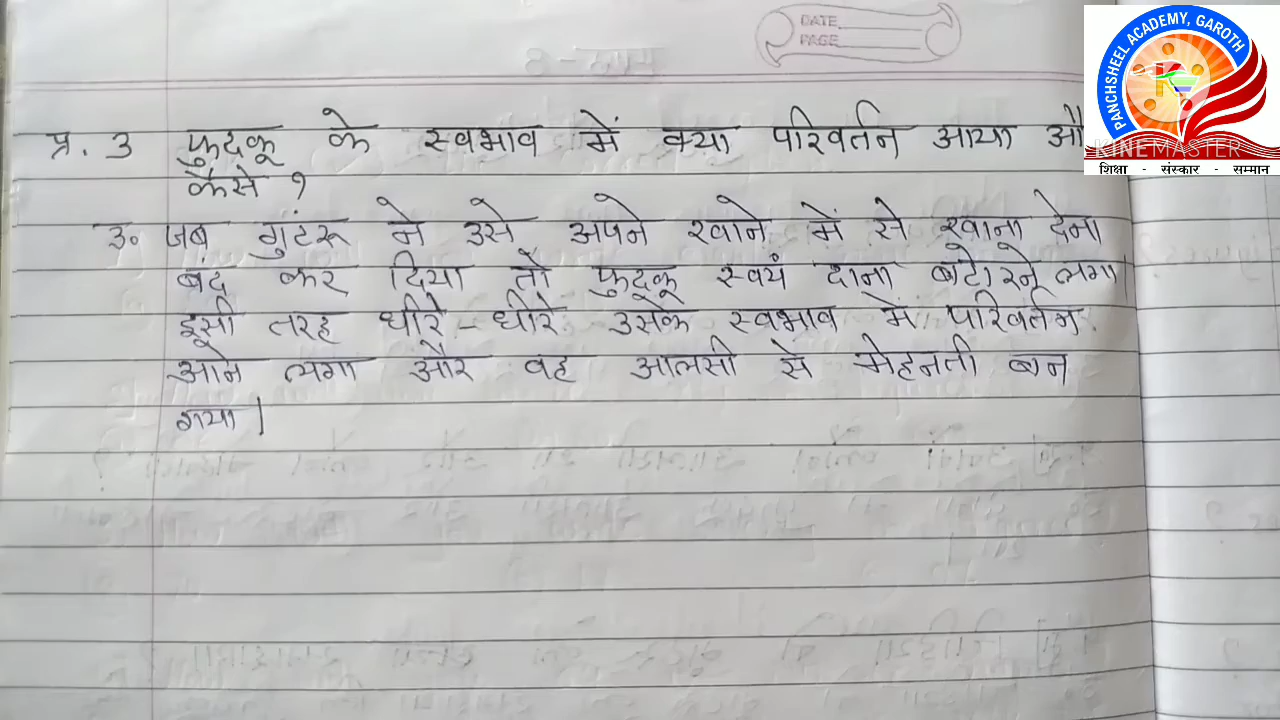 DATE
PAGE
PANCHSHEEL ACADEMY, GAROTH
KINEMASTER
शिक्षा - संस्कार - सम्मान
प्र. 3 फुदकू के स्वभाव में क्या परिवर्तन आया औ
कैसे ?
उ० जब गुटरू ने उसे अपने खाने में से खाना देना
बंद कर दिया तो फुदकू स्वयं दाना बटोरने लगा।
इसी तरह धीरे-धीरे उसके स्वभाव मे परिवर्तन
आने लगा और वह आलसी से मेहनती बन
गया।